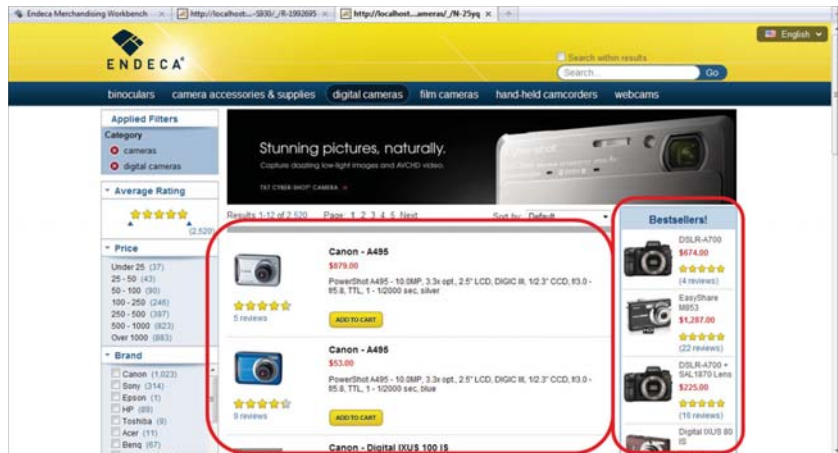 Endeca Merchandising Workbench
http://localhost...-S930/_/R-1992695
http://localhost...ameras/_/N-25yq
English
ENDECA
Search within results
Search...
Go
binoculars camera accessories & supplies digital cameras film cameras hand-held camcorders webcams
Applied Filters
Category
cameras
digital cameras
Average Rating
(2,520)
Price
Under 25 (37)
25 - 50 (43)
50 - 100 (90)
100 - 250 (246)
250 - 500 (397)
500 - 1000 (823)
Over 1000 (883)
Brand
Canon (1,023)
Sony (314)
Epson (1)
HP (89)
Toshiba (9)
Acer (11)
Benq (67)
Stunning pictures, naturally.
Capture dazzling low-light images and AVCHD video.
TX7 CYBER-SHOT® CAMERA
Results 1-12 of 2,520 Page: 1 2 3 4 5 Next Sort by: Default
Canon - A495
$879.00
PowerShot A495 - 10.0MP, 3.3x opt., 2.5" LCD, DIGIC III, 1/2.3" CCD, f/3.0 -
f/5.8, TTL, 1 - 1/2000 sec, silver
5 reviews
ADD TO CART
Canon - A495
$53.00
PowerShot A495 - 10.0MP, 3.3x opt., 2.5" LCD, DIGIC III, 1/2.3" CCD, f/3.0 -
f/5.8, TTL, 1 - 1/2000 sec, blue
9 reviews
ADD TO CART
Canon - Digital IXUS 100 IS
Bestsellers!
DSLR-A700
$674.00
(4 reviews)
EasyShare
M853
$1,287.00
(22 reviews)
DSLR-A700 +
SAL1870 Lens
$225.00
(16 reviews)
Digital IXUS 80
IS